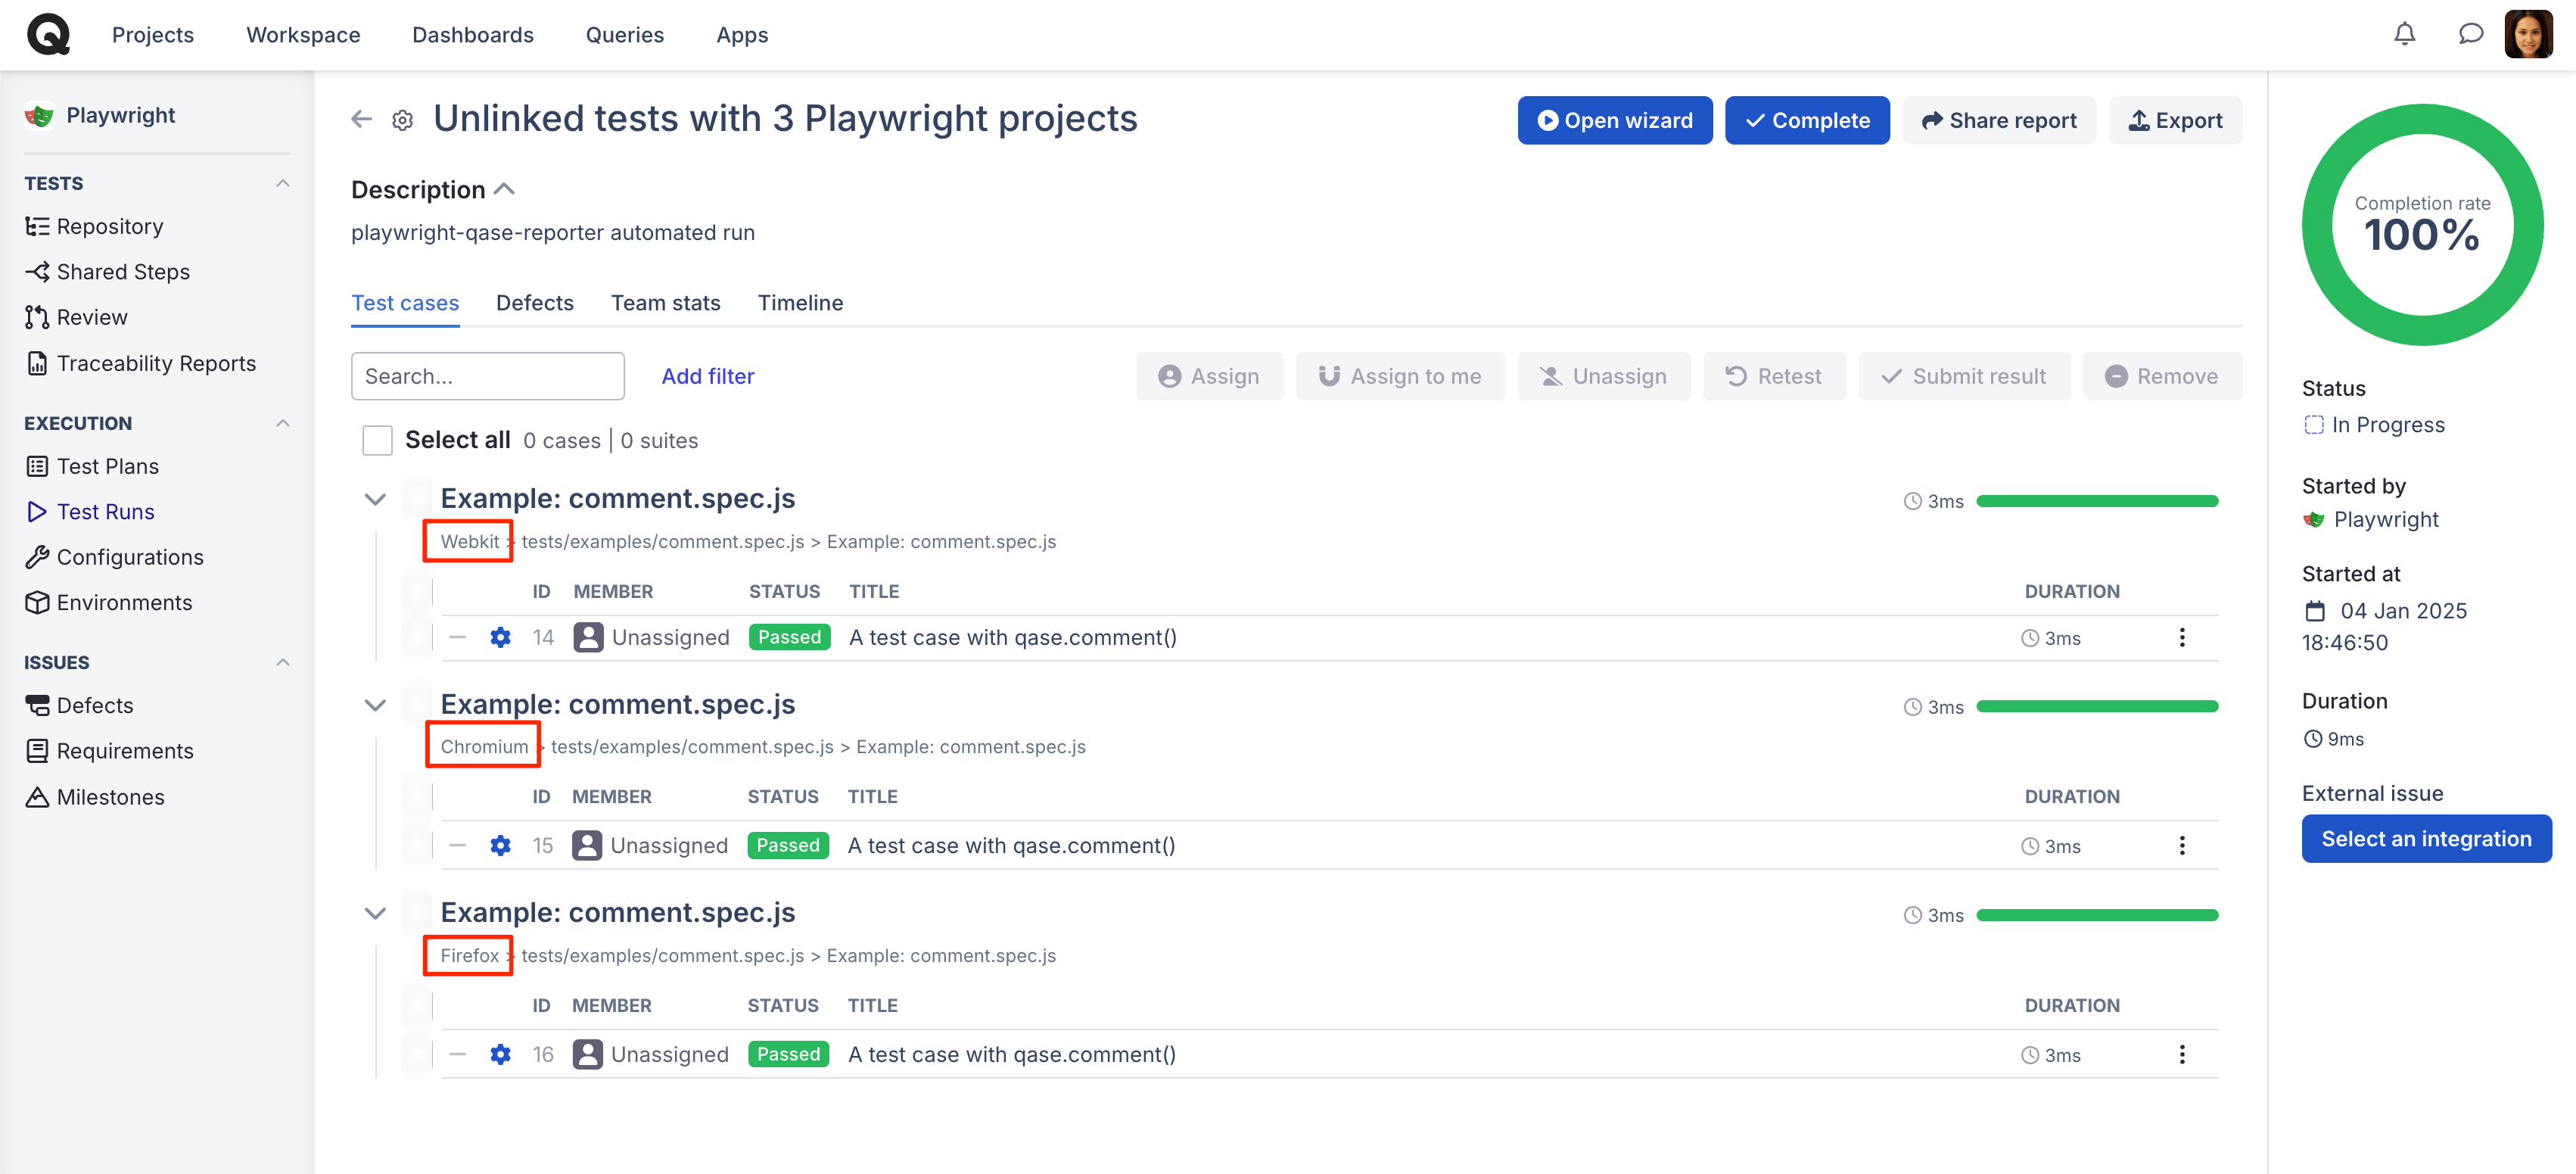 Projects Workspace Dashboards Queries Apps
Playwright
TESTS
Repository
Shared Steps
Review
Traceability Reports
EXECUTION
Test Plans
Test Runs
Configurations
Environments
ISSUES
Defects
Requirements
Milestones
Unlinked tests with 3 Playwright projects
Open wizard Complete Share report Export
Description
playwright-qase-reporter automated run
Test cases Defects Team stats Timeline
Search... Add filter Assign Assign to me Unassign Retest Submit result Remove
Select all 0 cases | 0 suites
Example: comment.spec.js 3ms
Webkit > tests/examples/comment.spec.js > Example: comment.spec.js
ID MEMBER STATUS TITLE DURATION
14 Unassigned Passed A test case with qase.comment() 3ms
Example: comment.spec.js 3ms
Chromium > tests/examples/comment.spec.js > Example: comment.spec.js
ID MEMBER STATUS TITLE DURATION
15 Unassigned Passed A test case with qase.comment() 3ms
Example: comment.spec.js 3ms
Firefox > tests/examples/comment.spec.js > Example: comment.spec.js
ID MEMBER STATUS TITLE DURATION
16 Unassigned Passed A test case with qase.comment() 3ms
Completion rate
100%
Status
In Progress
Started by
Playwright
Started at
04 Jan 2025
18:46:50
Duration
9ms
External issue
Select an integration